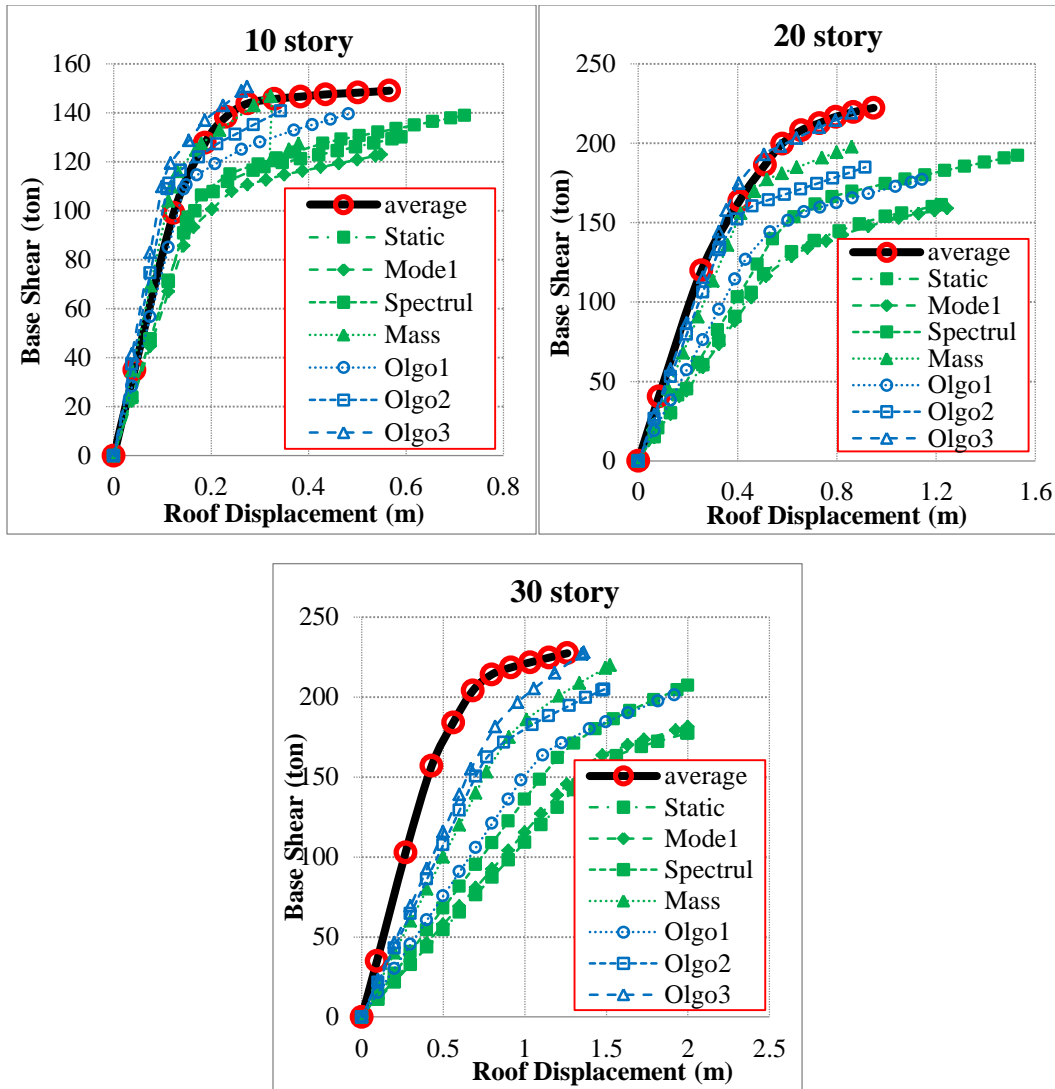 10 story
Base Shear (ton)
160
140
120
100
80
60
40
20
0
0
0.2
0.4
0.6
0.8
Roof Displacement (m)
average
Static
Mode1
Spectrul
Mass
Olgo1
Olgo2
Olgo3
20 story
Base Shear (ton)
250
200
150
100
50
0
0
0.4
0.8
1.2
1.6
Roof Displacement (m)
average
Static
Mode1
Spectrul
Mass
Olgo1
Olgo2
Olgo3
30 story
Base Shear (ton)
250
200
150
100
50
0
0
0.5
1
1.5
2
2.5
Roof Displacement (m)
average
Static
Mode1
Spectrul
Mass
Olgo1
Olgo2
Olgo3